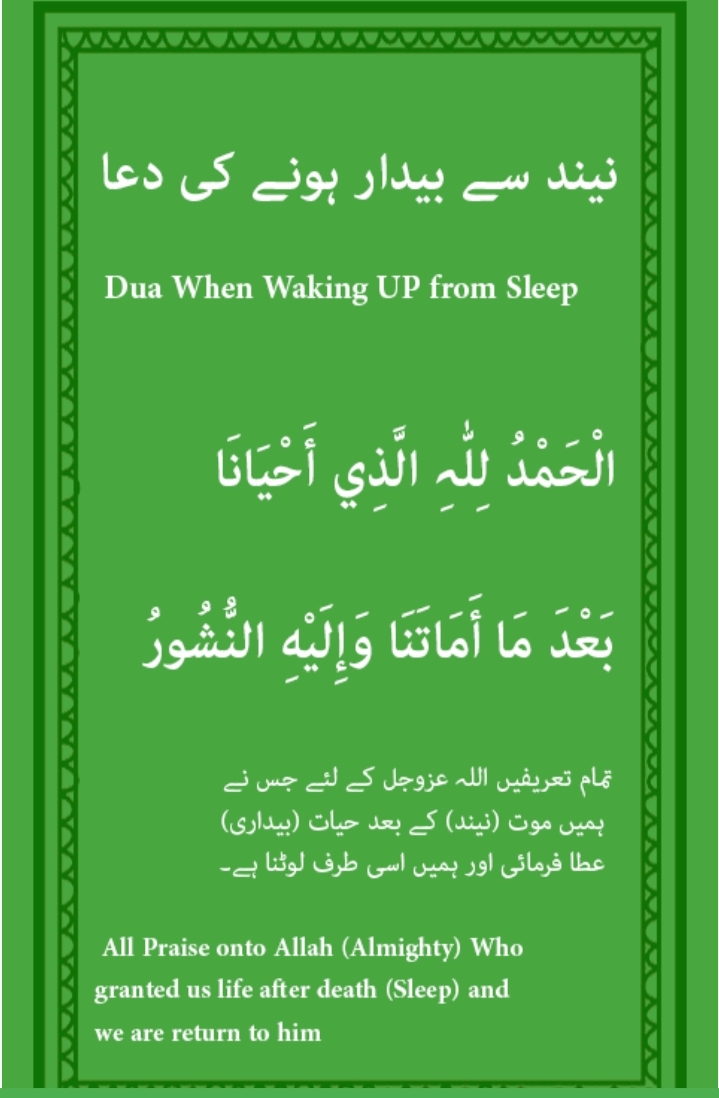 نیند سے بیدار ہونے کی دعا
Dua When Waking UP from Sleep
الْحَمْدُ لِلّٰہِ الَّذِي أَحْيَانَا
بَعْدَ مَا أَمَاتَنَا وَإِلَيْهِ النُّشُورُ
تمام تعریفیں اللہ عزوجل کے لئے جس نے
ہمیں موت (نیند) کے بعد حیات (بیداری)
عطا فرمائی اور ہمیں اسی طرف لوٹنا ہے۔
All Praise onto Allah (Almighty) Who
granted us life after death (Sleep) and
we are return to him